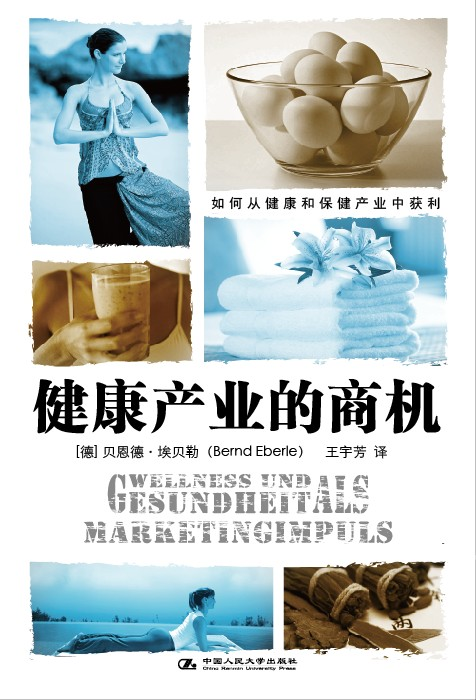 如何从健康和保健产业中获利
健康产业的商机
[德] 贝恩德·埃贝勒（Bernd Eberle） 王宇芳 译
WELLNESS UND
GESUNDHEIT ALS
MARKETINGIMPULS
中国人民大学出版社
China Renmin University Press